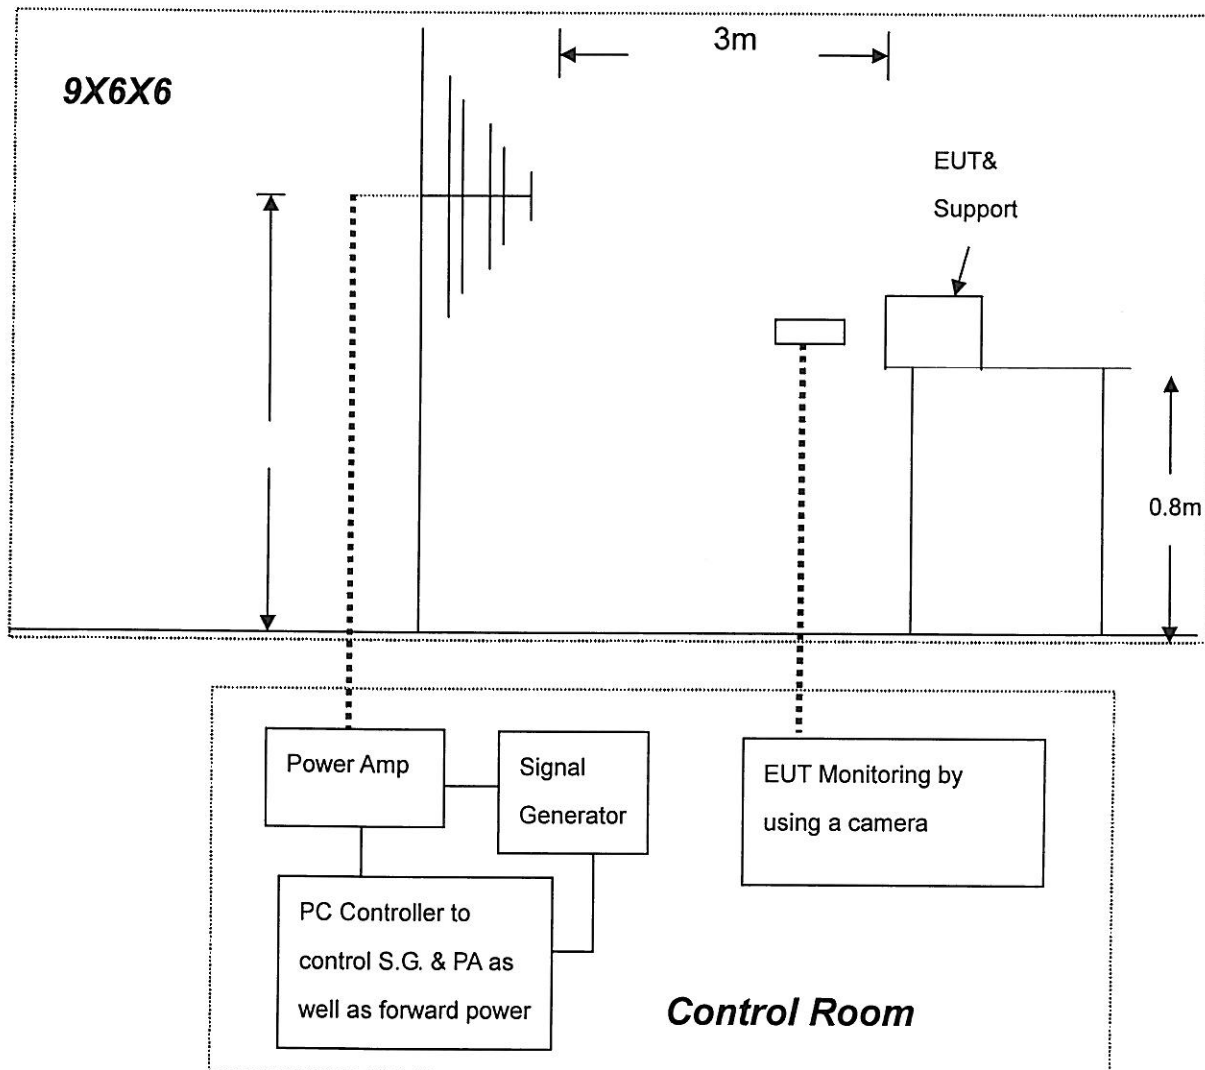 3m
9X6X6
EUT&
Support
0.8m
Power Amp
Signal
Generator
EUT Monitoring by
using a camera
PC Controller to
control S.G. & PA as
well as forward power
Control Room